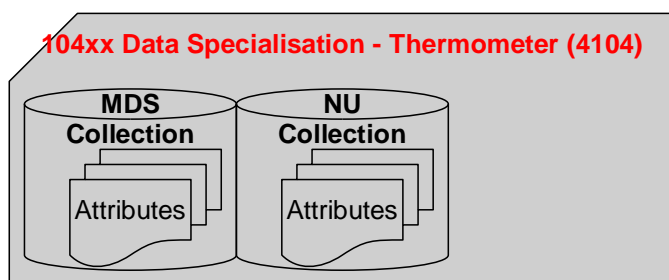 104xx Data Specialisation - Thermometer (4104)
MDS
Collection
Attributes
NU
Collection
Attributes